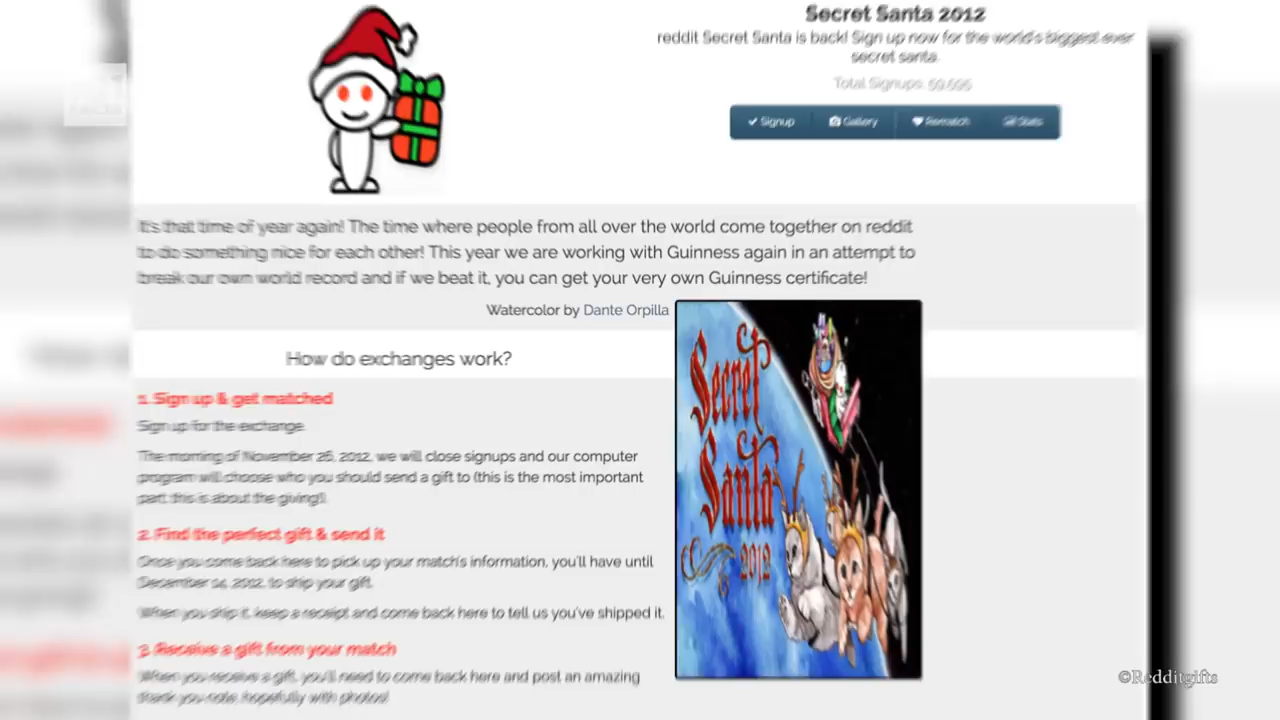 Secret Santa 2012
reddit Secret Santa is back! Sign up now for the world's biggest ever
secret santa.
Total Signups: 59,695
Signup
Gallery
Rematch
Stats
It's that time of year again! The time where people from all over the world come together on reddit
to do something nice for each other! This year we are working with Guinness again in an attempt to
break our own world record and if we beat it, you can get your very own Guinness certificate!
Watercolor by Dante Orpilla
Secret
Santa
2012
How do exchanges work?
1. Sign up & get matched
Sign up for the exchange.
The morning of November 26, 2012, we will close signups and our computer
program will choose who you should send a gift to (this is the most important
part: this is about the giving!).
2. Find the perfect gift & send it
Once you come back here to pick up your match's information, you'll have until
December 14, 2012, to ship your gift.
When you ship it, keep a receipt and come back here to tell us you've shipped it.
3. Receive a gift from your match
When you receive a gift, you'll need to come back here and post an amazing
thank you note, hopefully with photos!
©Redditgifts